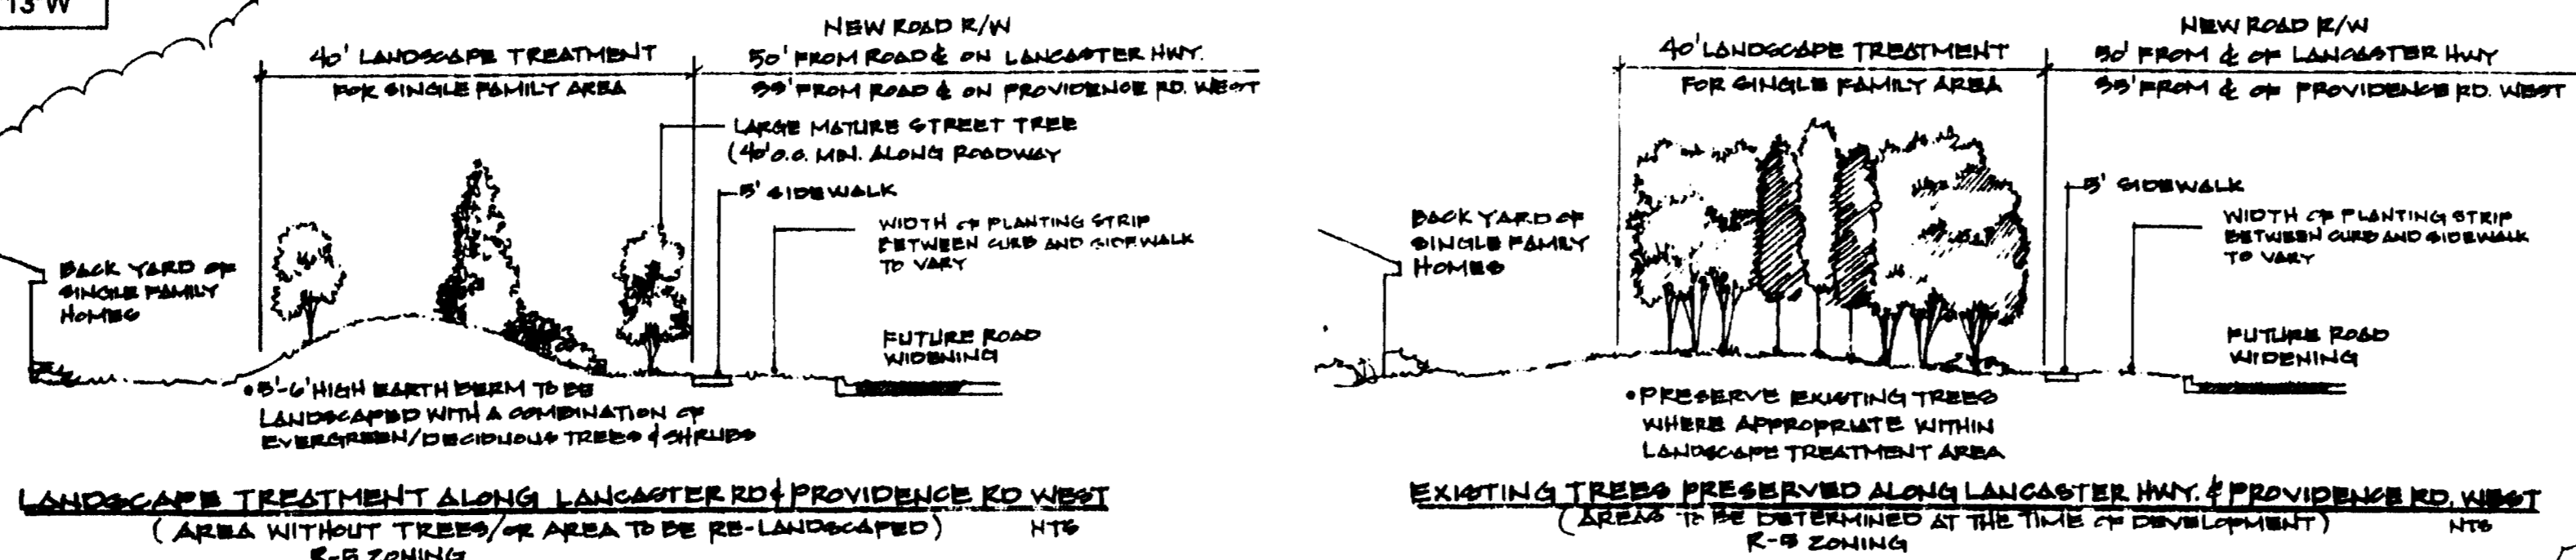 13 W
NEW ROAD R/W
40' LANDSCAPE TREATMENT
50' FROM ROAD ℄ ON LANCASTER HWY.
FOR SINGLE FAMILY AREA
35' FROM ROAD ℄ ON PROVIDENCE RD. WEST
LARGE MATURE STREET TREE
(40' O.C. MIN. ALONG ROADWAY
5' SIDEWALK
WIDTH OF PLANTING STRIP
BETWEEN CURB AND SIDEWALK
TO VARY
BACK YARD OF
SINGLE FAMILY
HOMES
FUTURE ROAD
WIDENING
•5'-6' HIGH EARTH BERM TO BE
LANDSCAPED WITH A COMBINATION OF
EVERGREEN/DECIDUOUS TREES & SHRUBS
LANDSCAPE TREATMENT ALONG LANCASTER RD & PROVIDENCE RD WEST
(AREA WITHOUT TREES/OR AREA TO BE RE-LANDSCAPED) NTS
R-5 ZONING
NEW ROAD R/W
40' LANDSCAPE TREATMENT
50' FROM ℄ OF LANCASTER HWY
FOR SINGLE FAMILY AREA
35' FROM ℄ OF PROVIDENCE RD. WEST
5' SIDEWALK
BACK YARD OF
SINGLE FAMILY
HOMES
WIDTH OF PLANTING STRIP
BETWEEN CURB AND SIDEWALK
TO VARY
FUTURE ROAD
WIDENING
•PRESERVE EXISTING TREES
WHERE APPROPRIATE WITHIN
LANDSCAPE TREATMENT AREA
EXISTING TREES PRESERVED ALONG LANCASTER HWY. & PROVIDENCE RD. WEST
(AREAS TO BE DETERMINED AT THE TIME OF DEVELOPMENT) NTS
R-5 ZONING